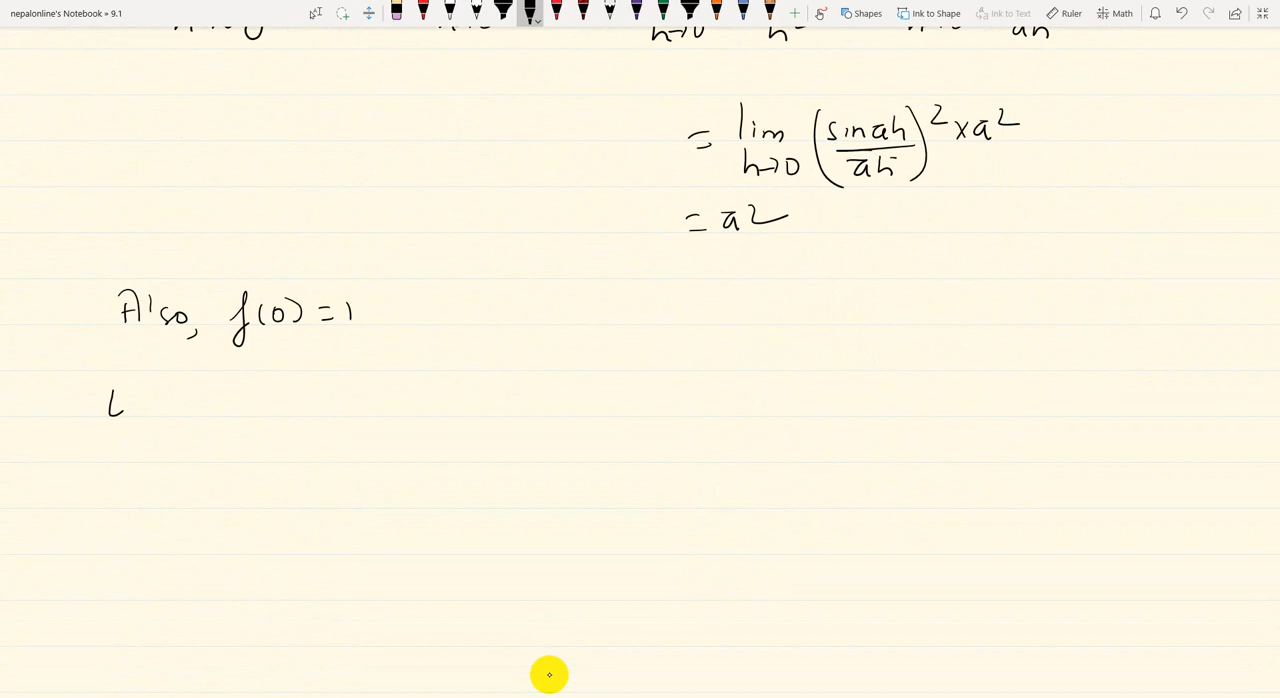 nepalonline's Notebook » 9.1
Shapes Ink to Shape Ink to Text Ruler Math
= lim h→0 (sinah/ah)² × a²
= a²
Also, f(0) = 1
L